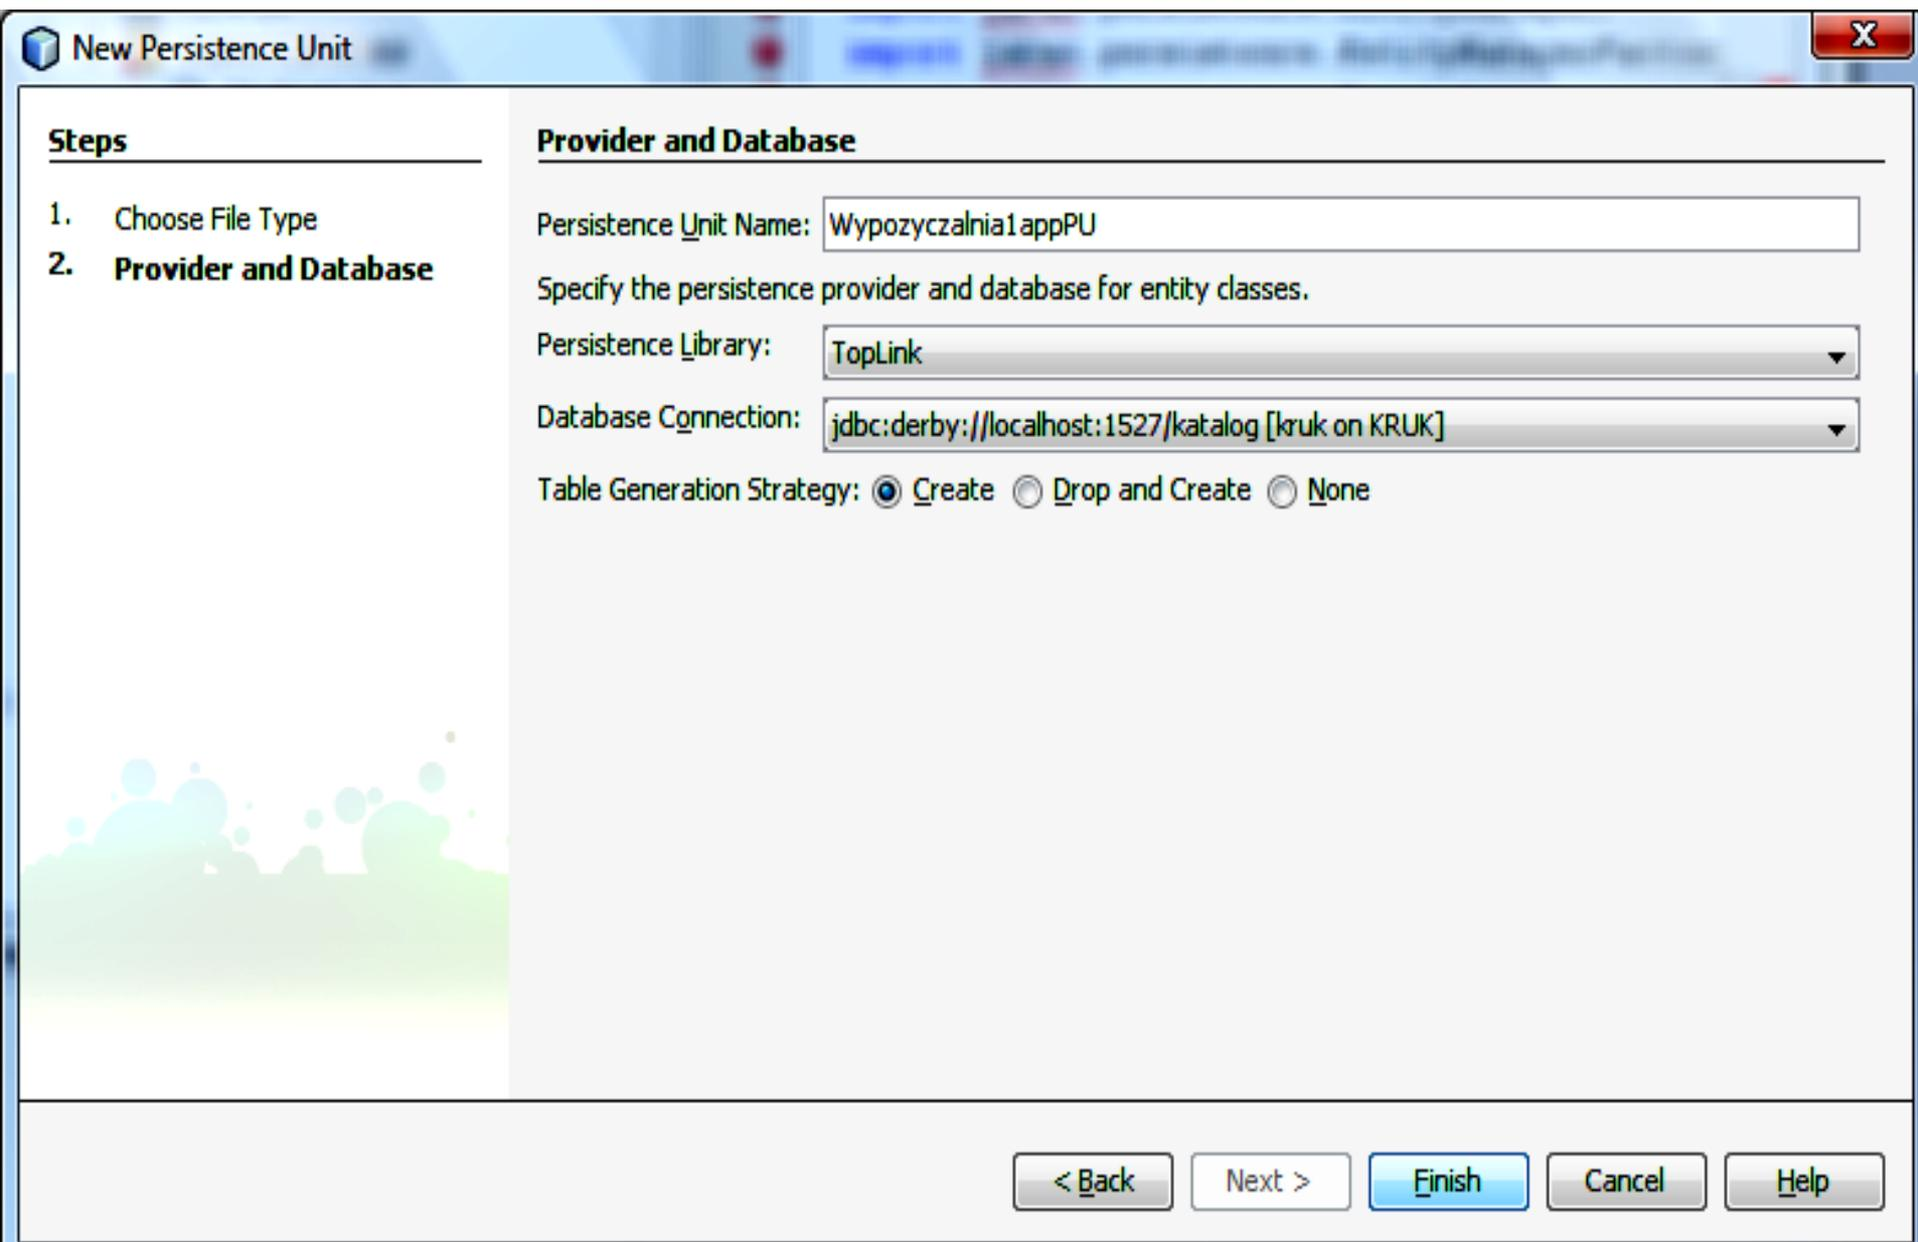 New Persistence Unit
Steps
1. Choose File Type
2. Provider and Database
Provider and Database
Persistence Unit Name: Wypozyczalnia1appPU
Specify the persistence provider and database for entity classes.
Persistence Library: TopLink
Database Connection: jdbc:derby://localhost:1527/katalog [kruk on KRUK]
Table Generation Strategy: Create Drop and Create None
< Back Next > Finish Cancel Help